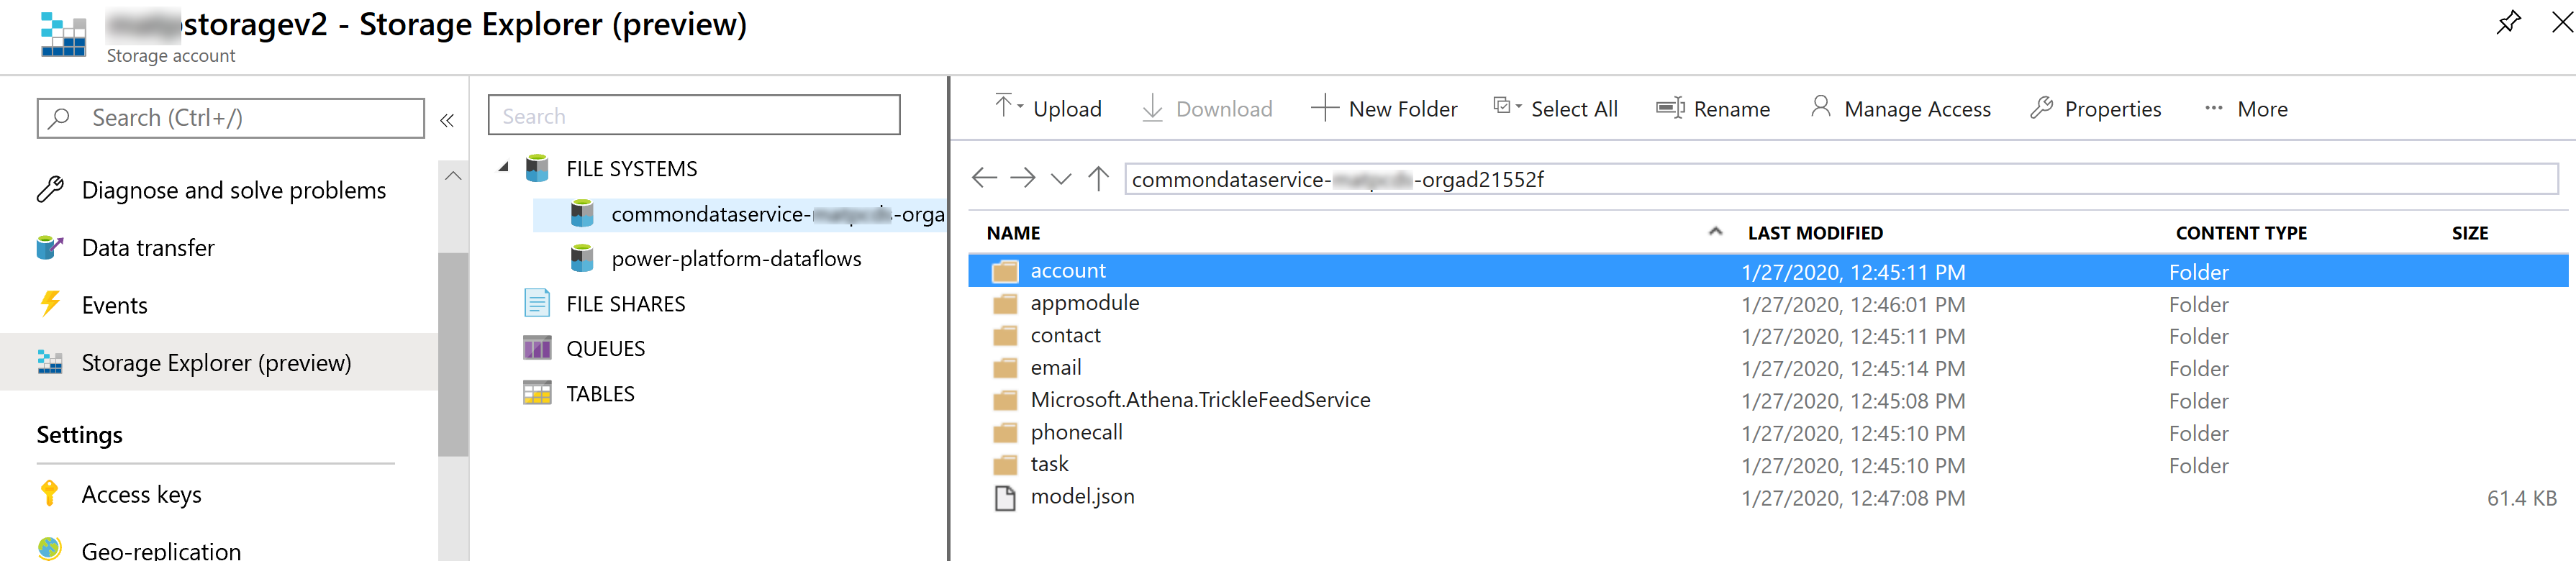 storagev2 - Storage Explorer (preview)
Storage account
Search (Ctrl+/)
«
Diagnose and solve problems
Data transfer
Events
Storage Explorer (preview)
Settings
Access keys
Geo-replication
Search
FILE SYSTEMS
commondataservice- -orga
power-platform-dataflows
FILE SHARES
QUEUES
TABLES
Upload Download New Folder Select All Rename Manage Access Properties ··· More
commondataservice- -orgad21552f
NAME LAST MODIFIED CONTENT TYPE SIZE
account 1/27/2020, 12:45:11 PM Folder
appmodule 1/27/2020, 12:46:01 PM Folder
contact 1/27/2020, 12:45:11 PM Folder
email 1/27/2020, 12:45:14 PM Folder
Microsoft.Athena.TrickleFeedService 1/27/2020, 12:45:08 PM Folder
phonecall 1/27/2020, 12:45:10 PM Folder
task 1/27/2020, 12:45:10 PM Folder
model.json 1/27/2020, 12:47:08 PM 61.4 KB